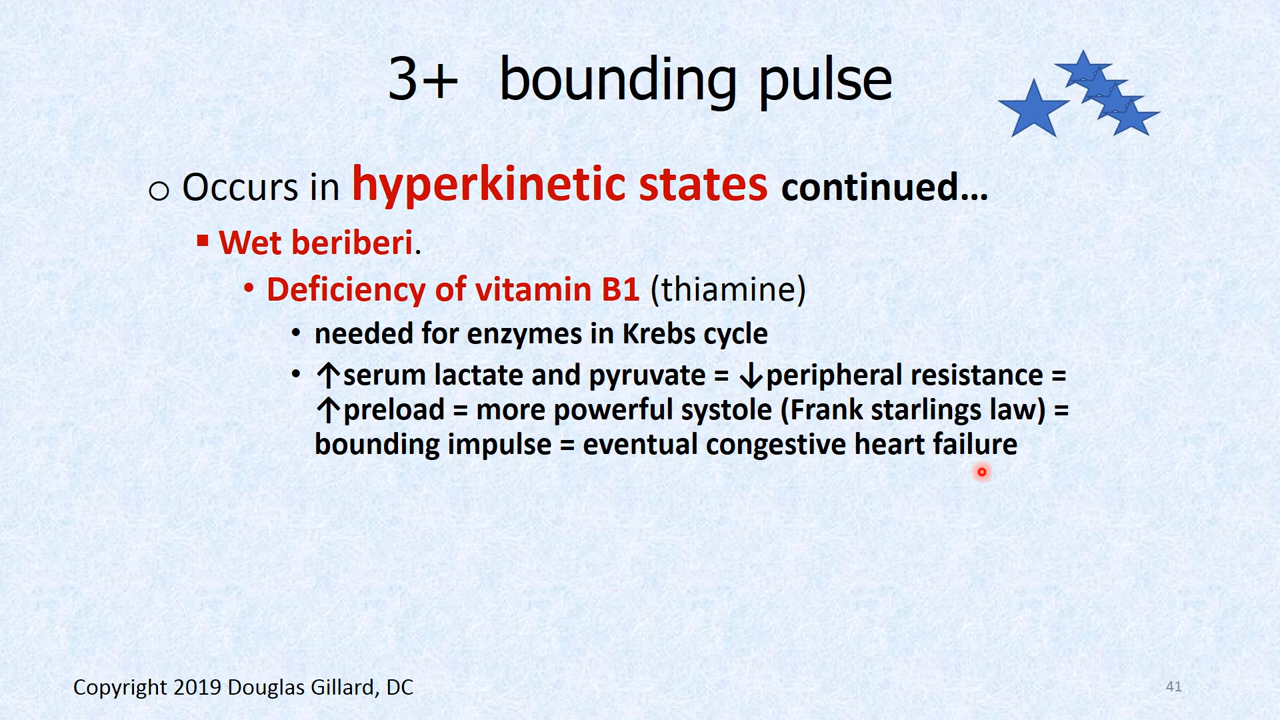 3+ bounding pulse
○ Occurs in hyperkinetic states continued…
▪ Wet beriberi.
• Deficiency of vitamin B1 (thiamine)
• needed for enzymes in Krebs cycle
• ↑serum lactate and pyruvate = ↓peripheral resistance =
↑preload = more powerful systole (Frank starlings law) =
bounding impulse = eventual congestive heart failure
Copyright 2019 Douglas Gillard, DC
41